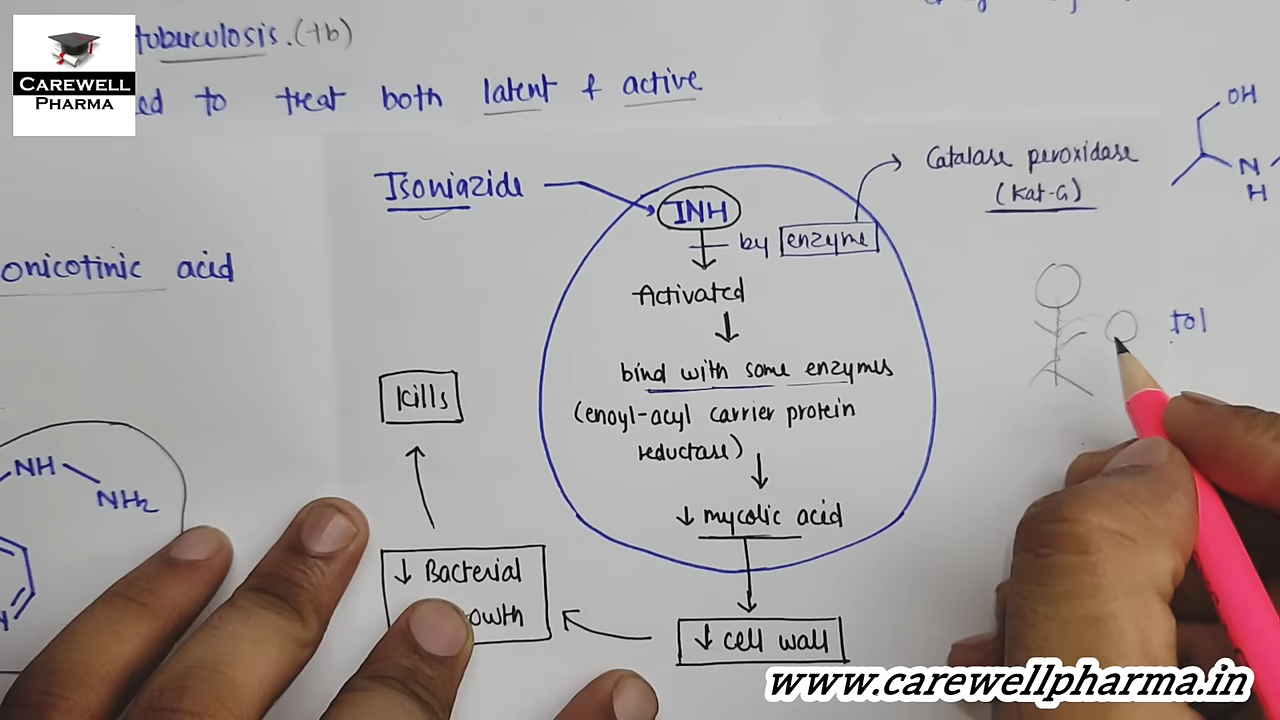 CAREWELL
PHARMA
tubuculosis. (tb)
ed to treat both latent & active
onicotinic acid
Isoniazide
INH
by enzyme
Catalase peroxidase
(Kat-G)
Activated
bind with some enzymes
(enoyl-acyl carrier protein
reductase)
↓ mycolic acid
↓ cell wall
↓ Bacterial
owth
kills
NH
NH2
OH
N
H
tol
www.carewellpharma.in